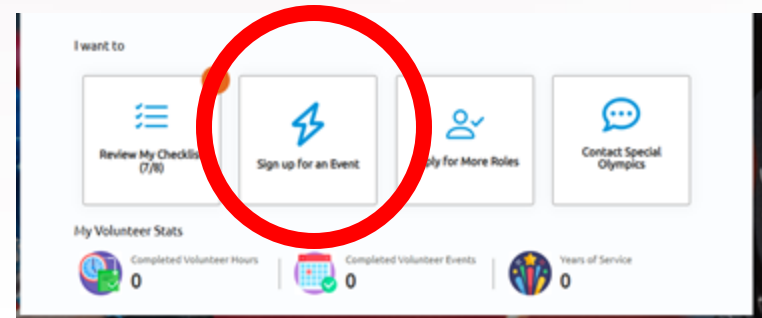 I want to
Review My Checklis
(7/8)
Sign up for an Event
ply for More Roles
Contact Special
Olympics
My Volunteer Stats
Completed Volunteer Hours
0
Completed Volunteer Events
0
Years of Service
0